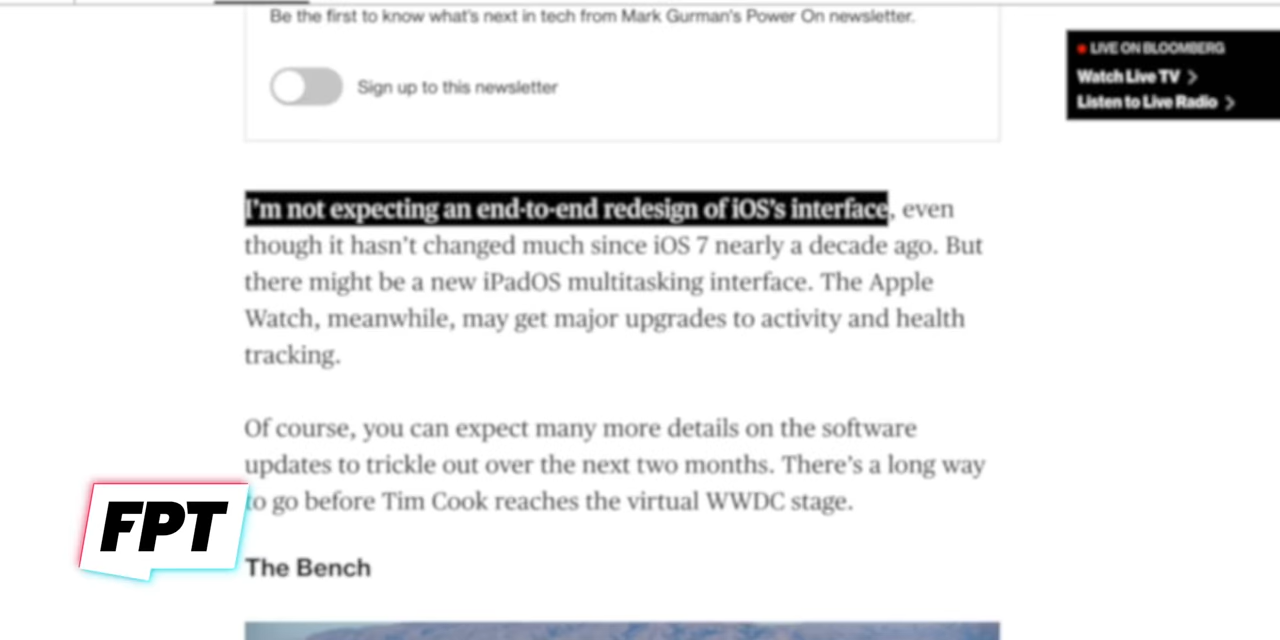 Be the first to know what's next in tech from Mark Gurman's Power On newsletter.
Sign up to this newsletter
LIVE ON BLOOMBERG
Watch Live TV
Listen to Live Radio
I'm not expecting an end-to-end redesign of iOS's interface, even
though it hasn't changed much since iOS 7 nearly a decade ago. But
there might be a new iPadOS multitasking interface. The Apple
Watch, meanwhile, may get major upgrades to activity and health
tracking.
Of course, you can expect many more details on the software
updates to trickle out over the next two months. There's a long way
to go before Tim Cook reaches the virtual WWDC stage.
FPT
The Bench